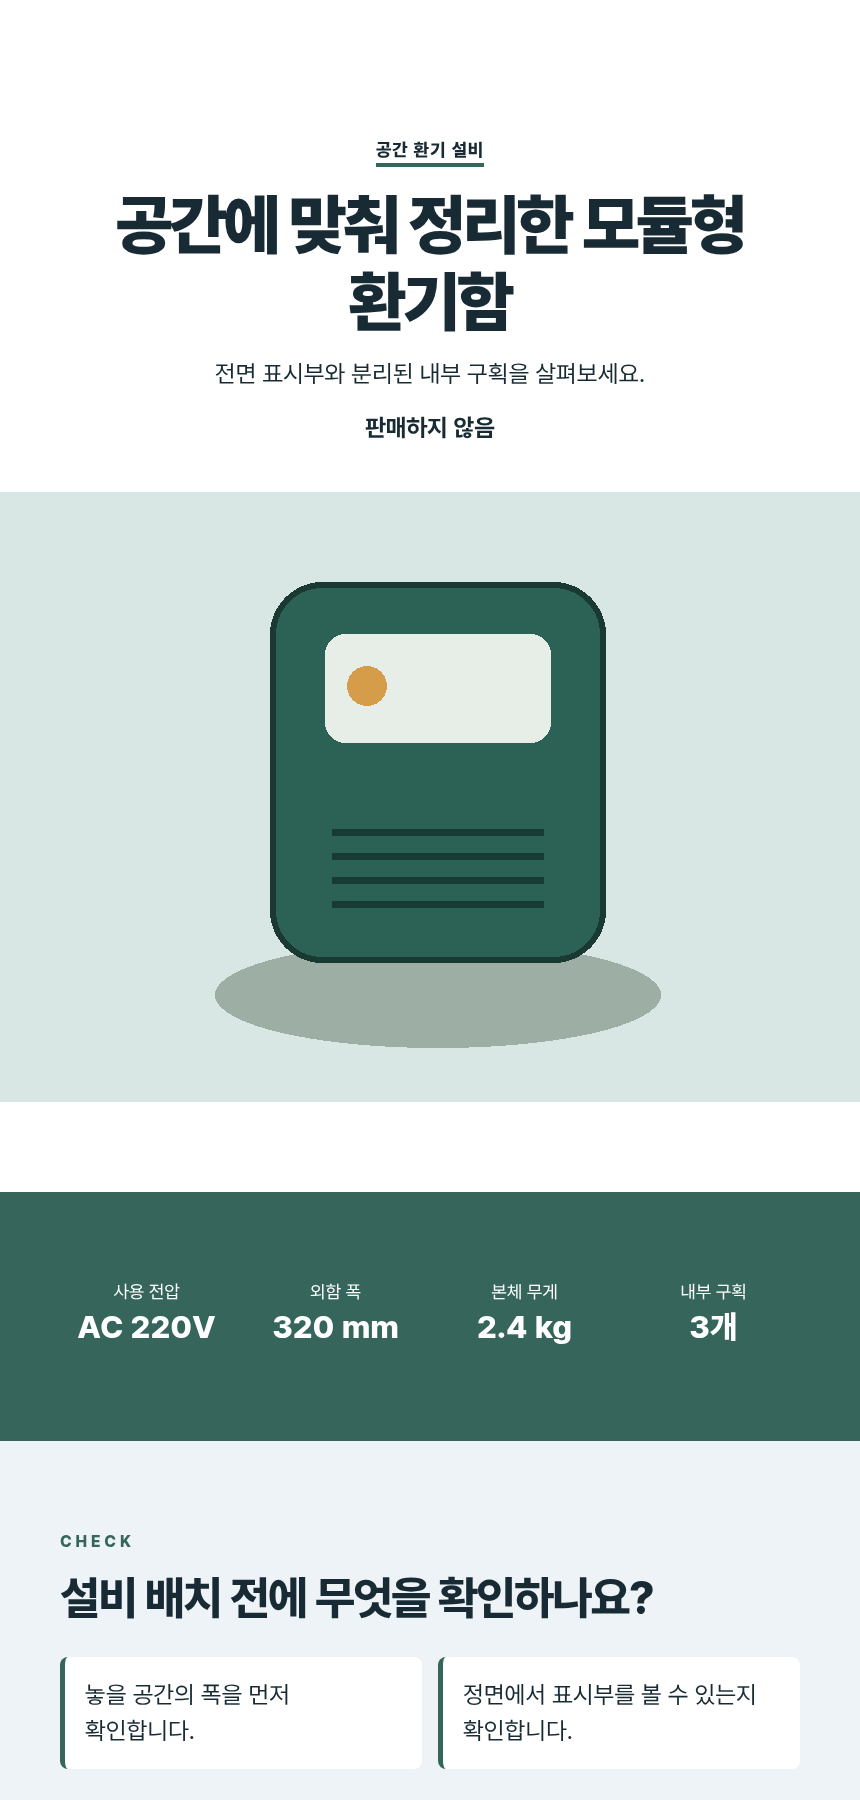 공간 환기 설비
공간에 맞춰 정리한 모듈형
환기함
전면 표시부와 분리된 내부 구획을 살펴보세요.
판매하지 않음
사용 전압
AC 220V
외함 폭
320 mm
본체 무게
2.4 kg
내부 구획
3개
CHECK
설비 배치 전에 무엇을 확인하나요?
놓을 공간의 폭을 먼저
확인합니다.
정면에서 표시부를 볼 수 있는지
확인합니다.